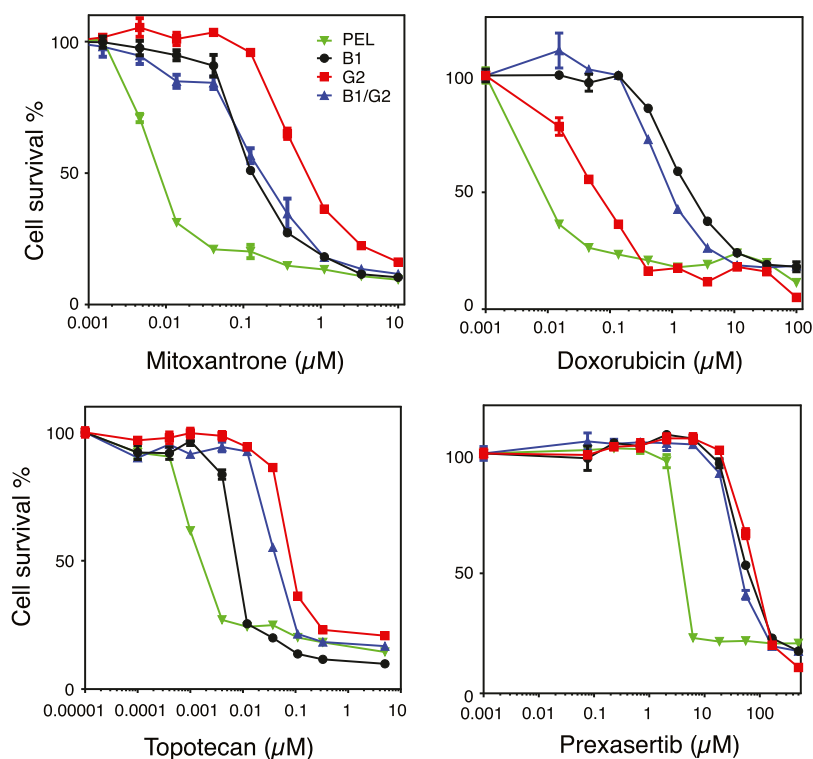 PEL
B1
G2
B1/G2
Cell survival %
100
50
0
0.001 0.01 0.1 1 10
Mitoxantrone (µM)
100
50
0
0.001 0.01 0.1 1 10 100
Doxorubicin (µM)
Cell survival %
100
50
0
0.00001 0.0001 0.001 0.01 0.1 1 10
Topotecan (µM)
100
50
0
0.001 0.01 0.1 1 10 100
Prexasertib (µM)